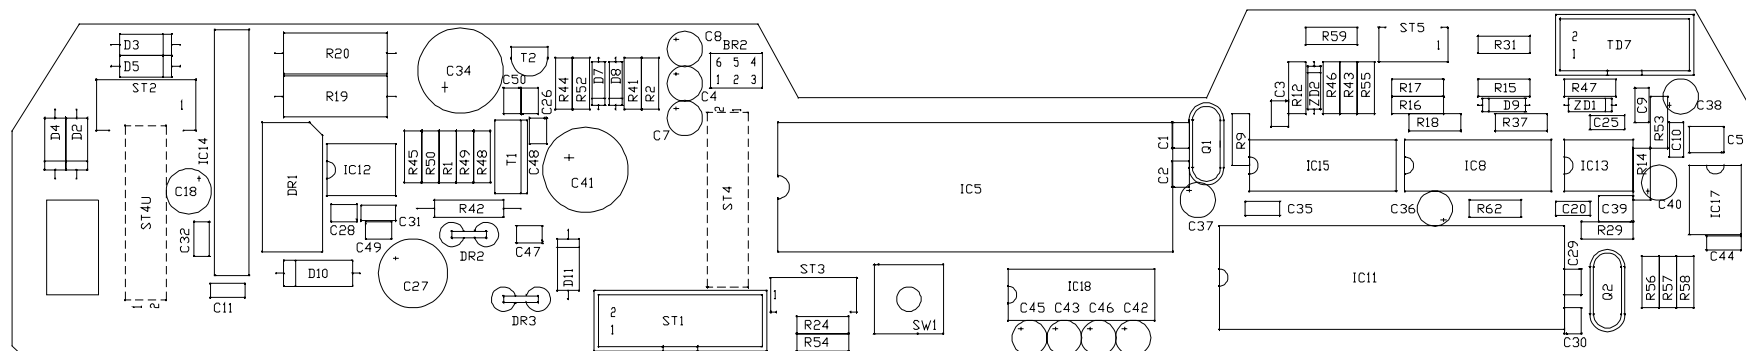 D3
D5
ST2
1
D4
D2
ST4U
1 2
C18
+
C32
IC14
C11
R20
R19
DR1
IC12
C28
C31
C49
D10
C27
+
C34
+
R45
R50
R1
R49
R48
R42
DR2
DR3
T2
C50
C26
T1
C48
C41
+
C47
D11
R44
R52
D7
D8
R41
R2
C8
+
C4
+
C7
+
BR2
6 5 4
1 2 3
2 1
ST4
ST1
2
1
ST3
1
R24
R54
SW1
IC5
C1
C2
Q1
C37
+
IC18
C45 C43 C46 C42
+ + + +
R9
C3
R12
ZD2
R46
R43
R55
R59
ST5
1
R31
R17
R16
R18
R15
D9
R37
TD7
2
1
R47
ZD1
C25
C9
R53
C10
C38
+
C5
IC15
IC8
IC13
R14
C40
+
IC17
C44
C35
C36
+
R62
C20
C39
R29
IC11
C29
C30
Q2
R56
R57
R58